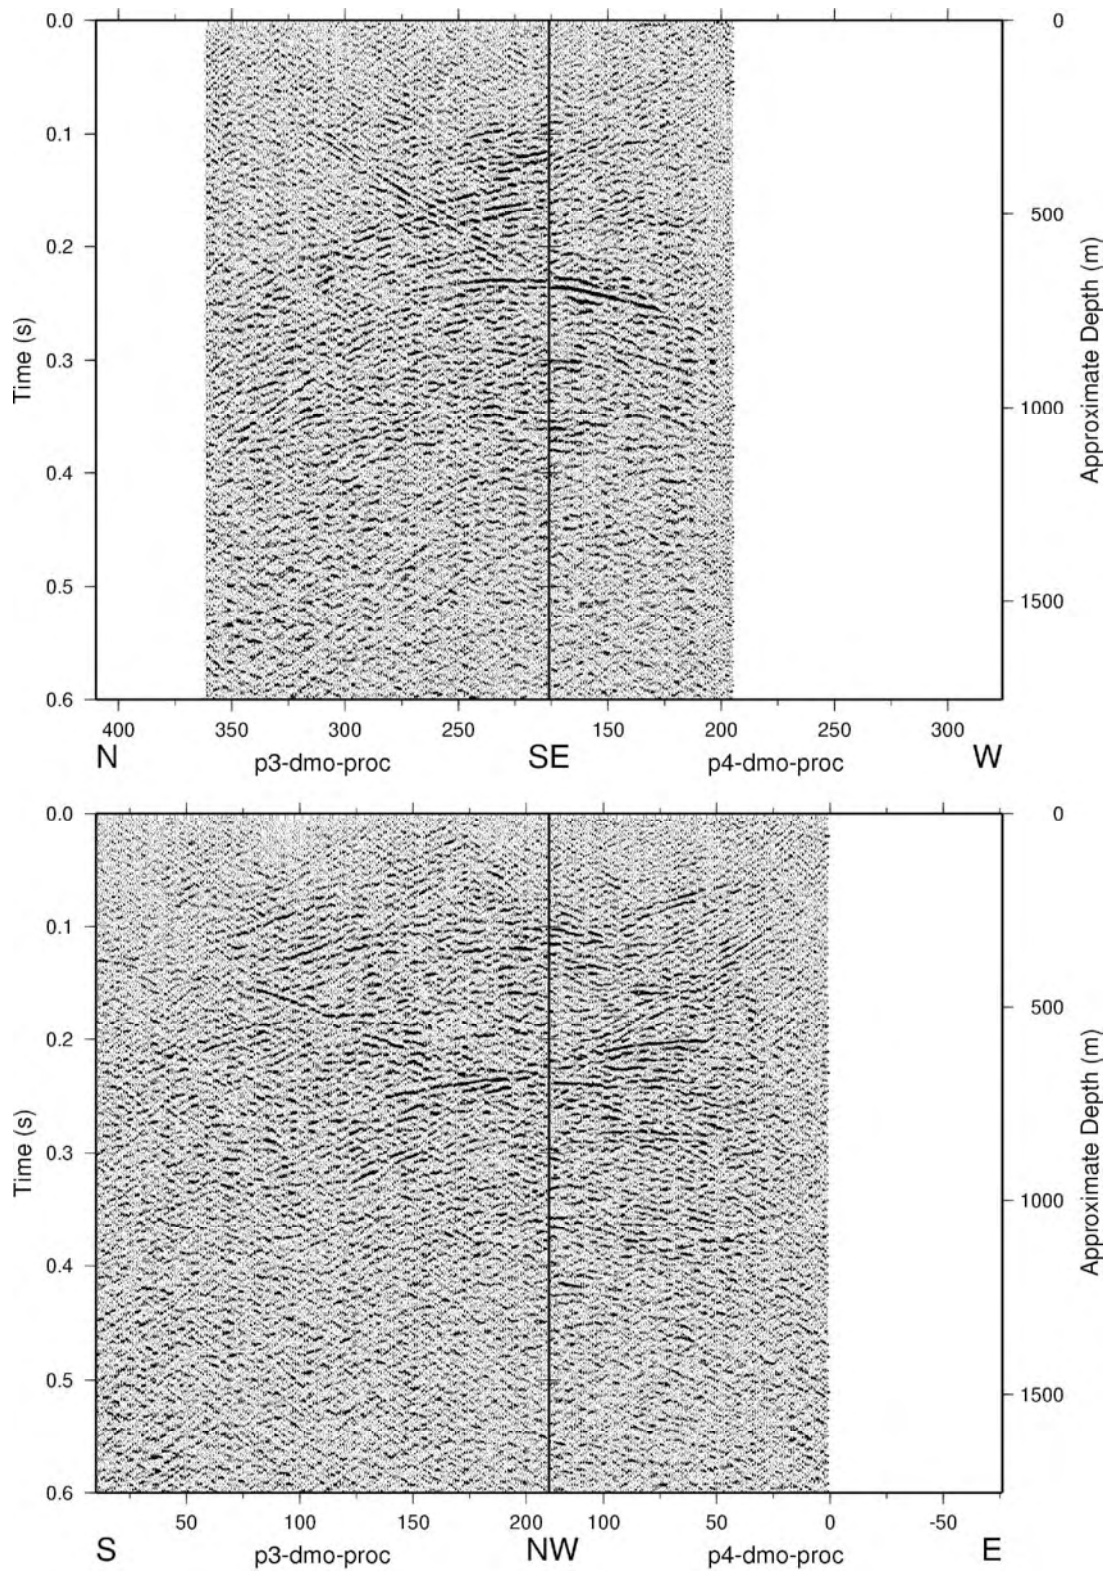 0.0
0.1
0.2
0.3
0.4
0.5
0.6
Time (s)
0
500
1000
1500
Approximate Depth (m)
400 350 300 250 150 200 250 300
N p3-dmo-proc SE p4-dmo-proc W
0.0
0.1
0.2
0.3
0.4
0.5
0.6
Time (s)
0
500
1000
1500
Approximate Depth (m)
50 100 150 200 100 50 0 -50
S p3-dmo-proc NW p4-dmo-proc E